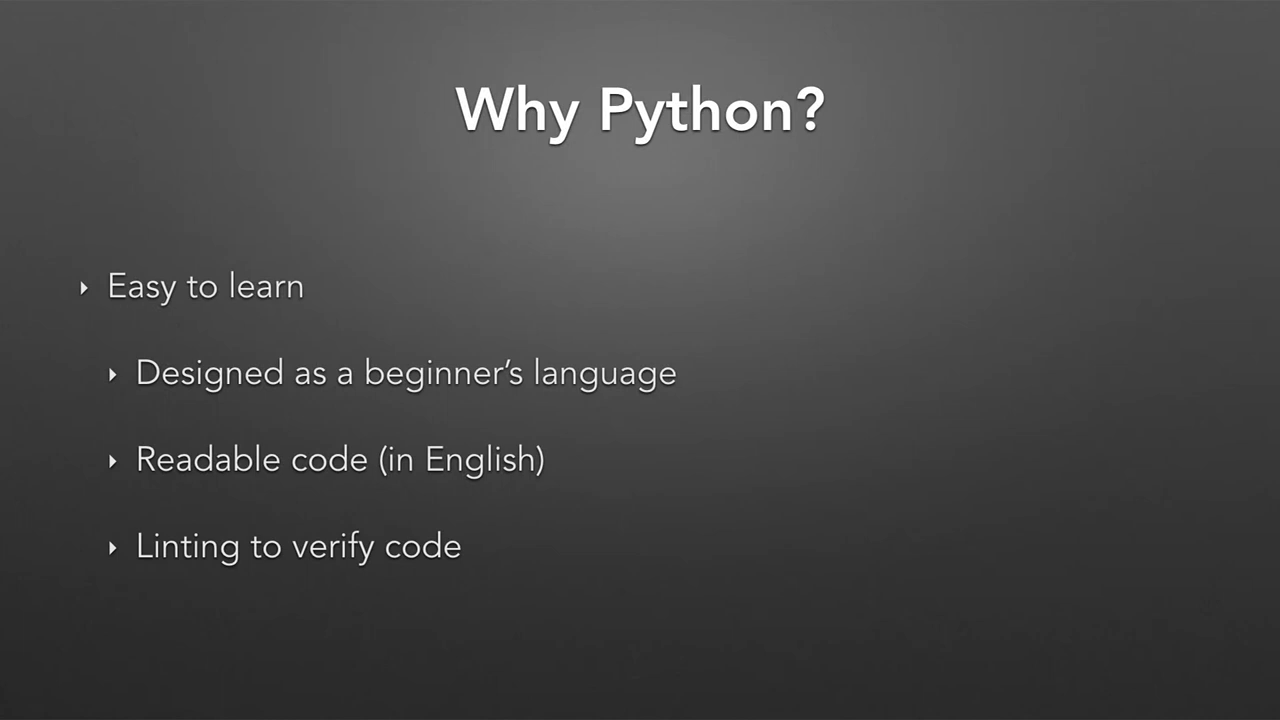 Why Python?
Easy to learn
Designed as a beginner’s language
Readable code (in English)
Linting to verify code